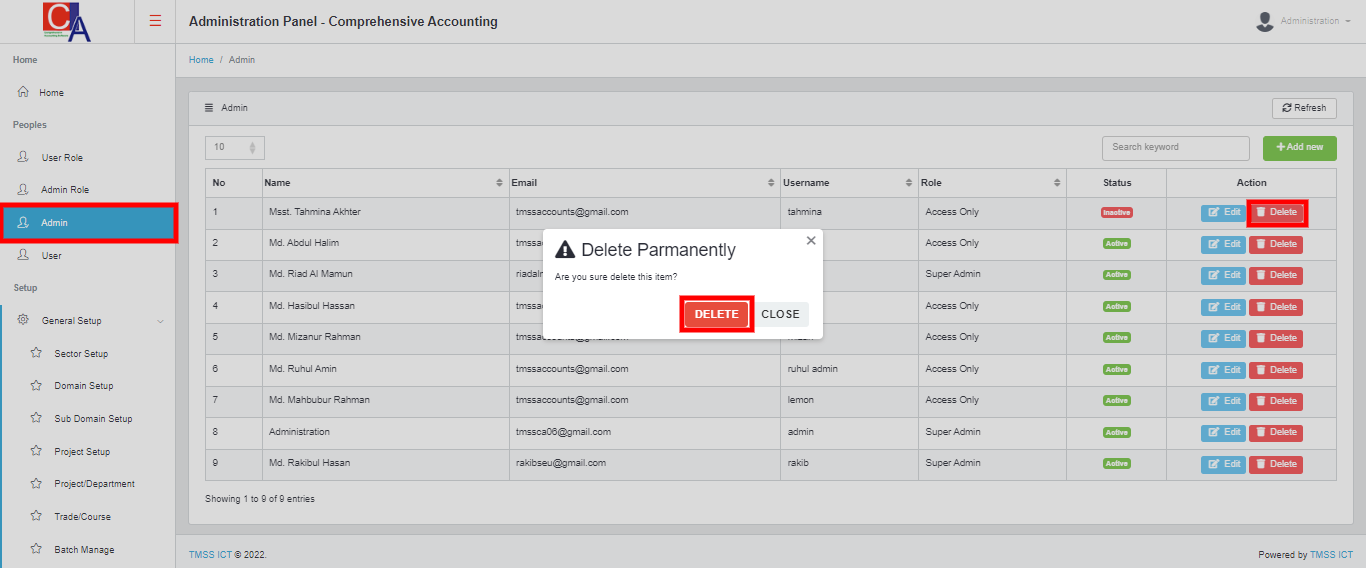 CA
Administration Panel - Comprehensive Accounting
Administration
Home
Home / Admin
Home
Peoples
User Role
Admin Role
Admin
User
Setup
General Setup
Sector Setup
Domain Setup
Sub Domain Setup
Project Setup
Project/Department
Trade/Course
Batch Manage
Admin
Refresh
10
Search keyword
Add new
No Name Email Username Role Status Action
1 Msst. Tahmina Akhter tmssaccounts@gmail.com tahmina Access Only Inactive Edit Delete
2 Md. Abdul Halim Access Only Active Edit Delete
3 Md. Riad Al Mamun Super Admin Active Edit Delete
4 Md. Hasibul Hassan Access Only Active Edit Delete
5 Md. Mizanur Rahman Access Only Active Edit Delete
6 Md. Ruhul Amin tmssaccounts@gmail.com ruhul admin Access Only Active Edit Delete
7 Md. Mahbubur Rahman tmssaccounts@gmail.com lemon Access Only Active Edit Delete
8 Administration tmssca06@gmail.com admin Super Admin Active Edit Delete
9 Md. Rakibul Hasan rakibseu@gmail.com rakib Super Admin Active Edit Delete
Showing 1 to 9 of 9 entries
Delete Parmanently
Are you sure delete this item?
DELETE CLOSE
TMSS ICT © 2022.
Powered by TMSS ICT